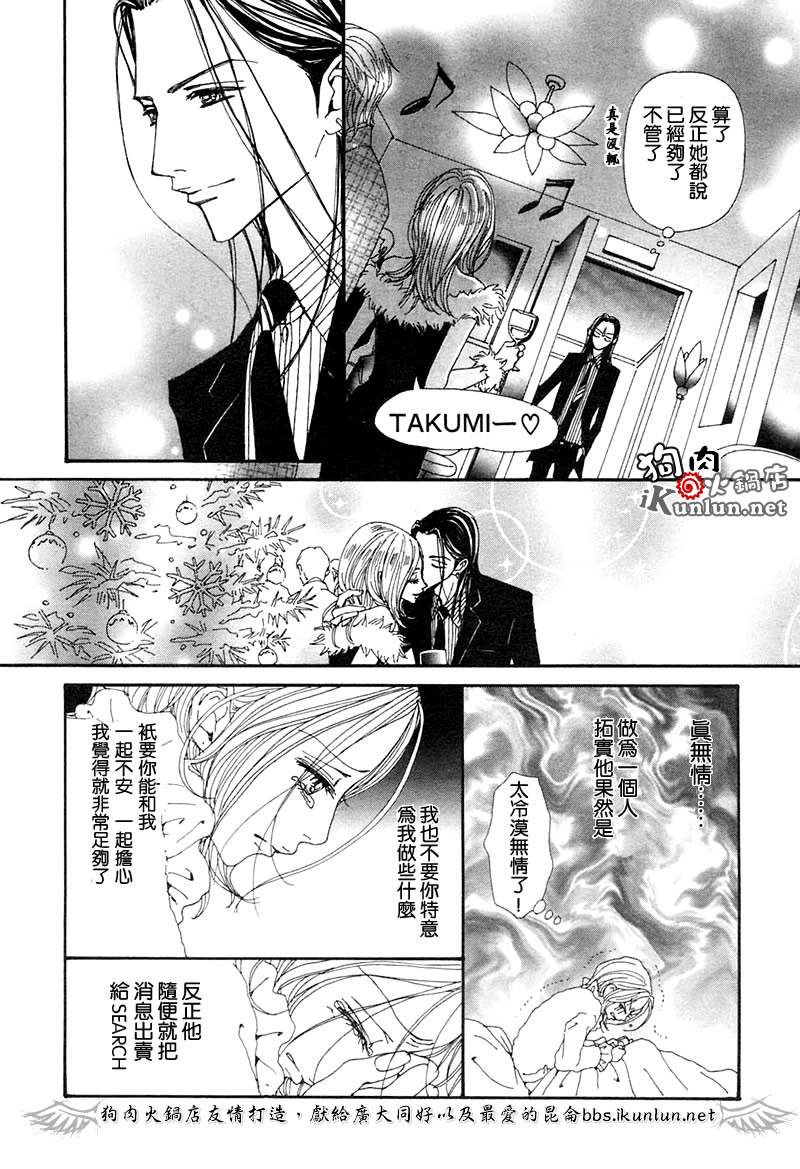 算了
反正她都說
已經夠了
不管了
真是沒輒
TAKUMIー♡
狗肉
火鍋店
iKunlun.net
眞無情……
做爲一個人
拓實他果然是
太冷漠無情了！
我也不要你特意
爲我做些什麼
衹要你能和我
一起不安　一起擔心
我覺得就非常足夠了
反正他
隨便就把
消息出賣
給SEARCH
狗肉火鍋店友情打造，獻給廣大同好以及最愛的昆侖bbs.ikunlun.net